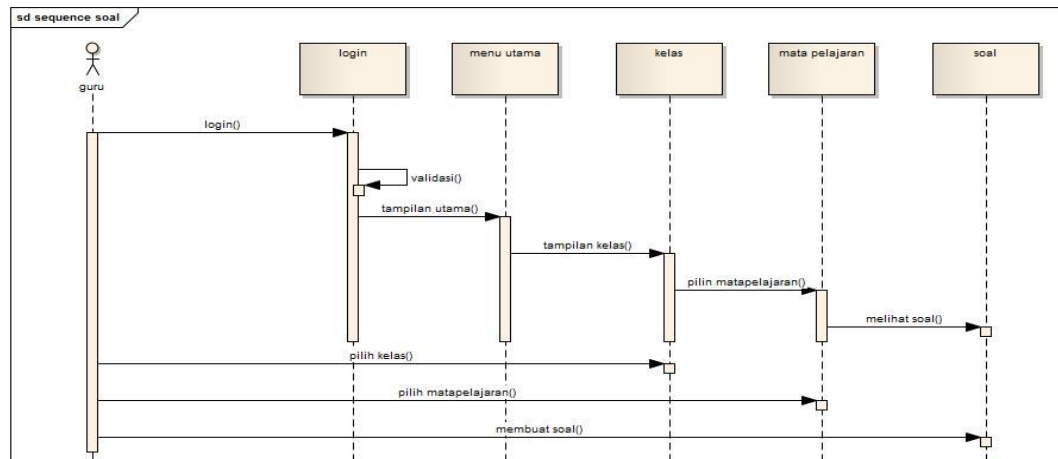 sd sequence soal
guru
login
menu utama
kelas
mata pelajaran
soal
login()
validasi()
tampilan utama()
tampilan kelas()
pilin matapelajaran()
melihat soal()
pilih kelas()
pilih matapelajaran()
membuat soal()